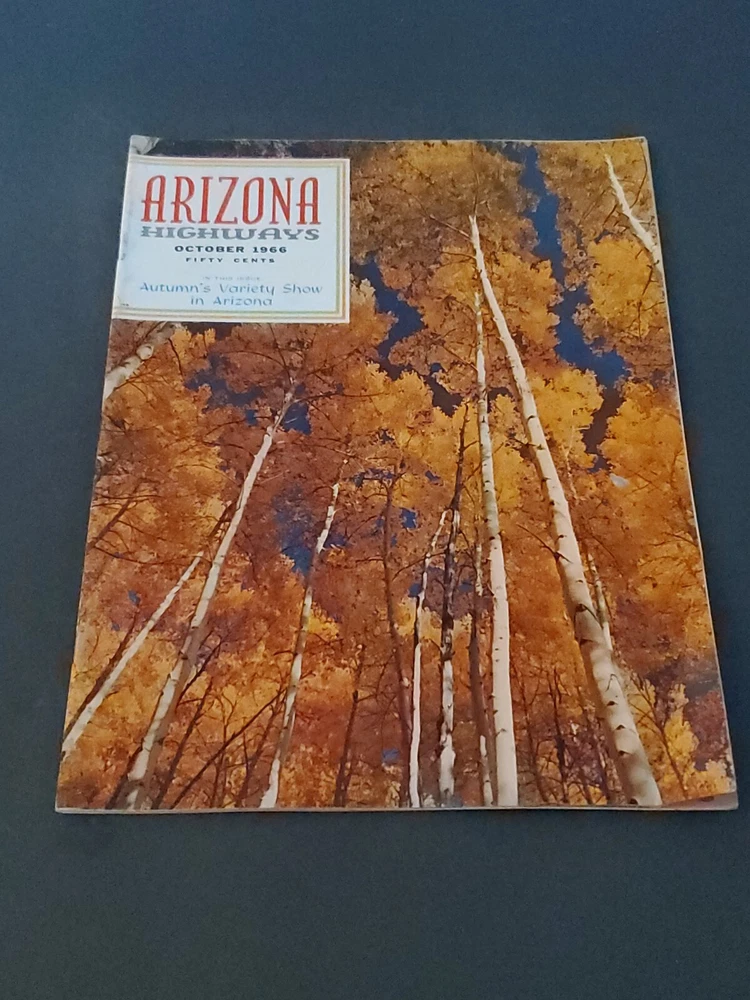 ARIZONA
HIGHWAYS
OCTOBER 1966
FIFTY CENTS
Autumn's Variety Show
in Arizona